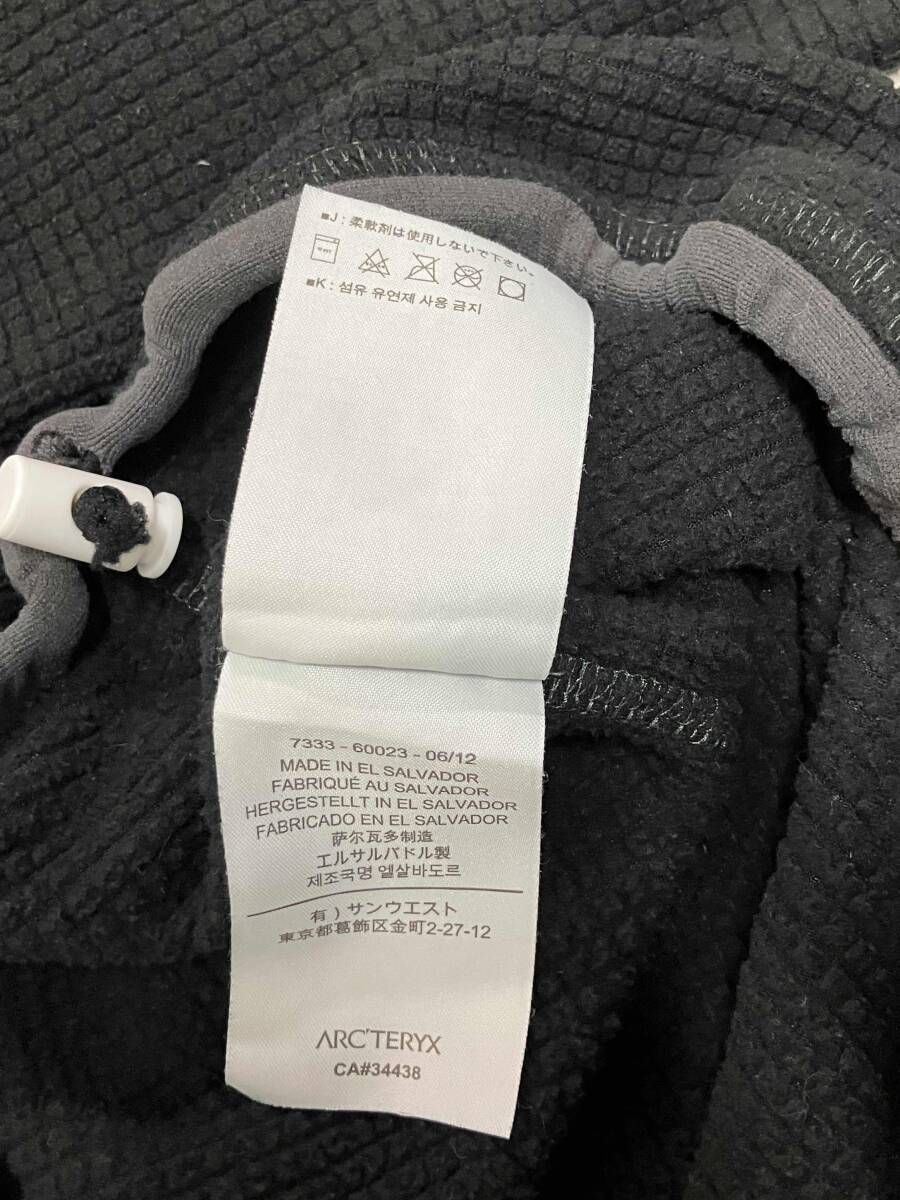 ■J : 柔軟剤は使用しないで下さい。
■K : 섬유 유연제 사용 금지
7333 - 60023 - 06/12
MADE IN EL SALVADOR
FABRIQUÉ AU SALVADOR
HERGESTELLT IN EL SALVADOR
FABRICADO EN EL SALVADOR
萨尔瓦多制造
エルサルバドル製
제조국명 엘살바도르
有 ) サンウエスト
東京都葛飾区金町2-27-12
ARC'TERYX
CA#34438